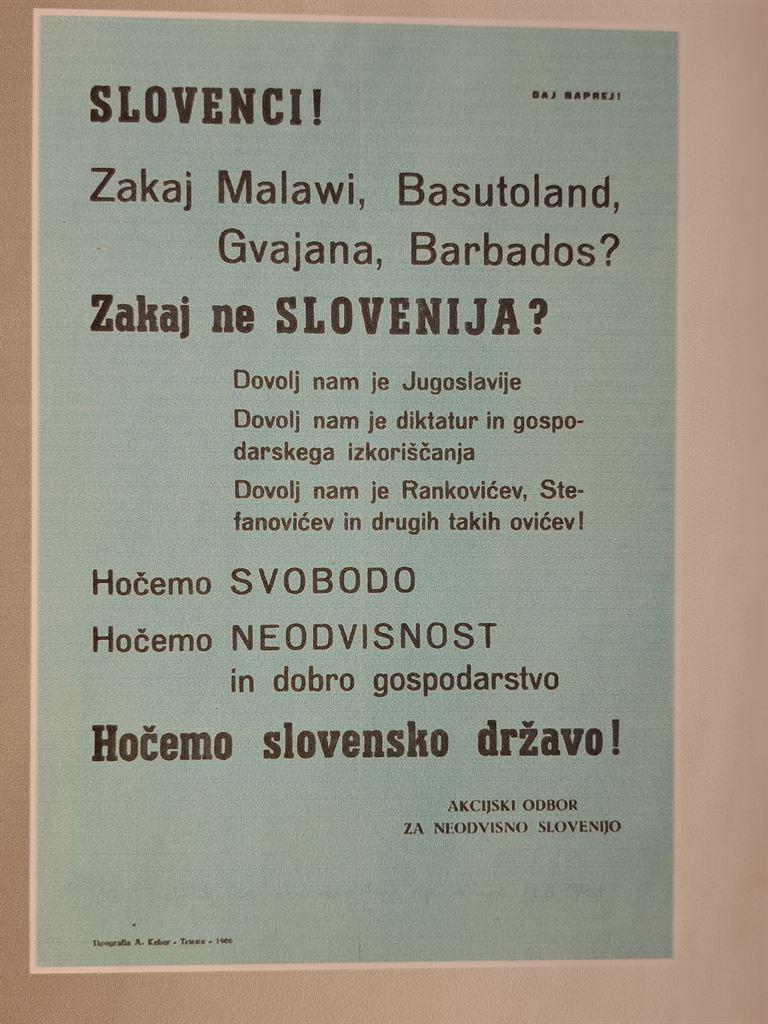 SLOVENCI!
DAJ NAPREJ!
Zakaj Malawi, Basutoland,
Gvajana, Barbados?
Zakaj ne SLOVENIJA?
Dovolj nam je Jugoslavije
Dovolj nam je diktatur in gospo-
darskega izkoriščanja
Dovolj nam je Rankovićev, Ste-
fanovićev in drugih takih ovićev!
Hočemo SVOBODO
Hočemo NEODVISNOST
in dobro gospodarstvo
Hočemo slovensko državo!
AKCIJSKI ODBOR
ZA NEODVISNO SLOVENIJO
Tipografia A. - Trieste - 1966